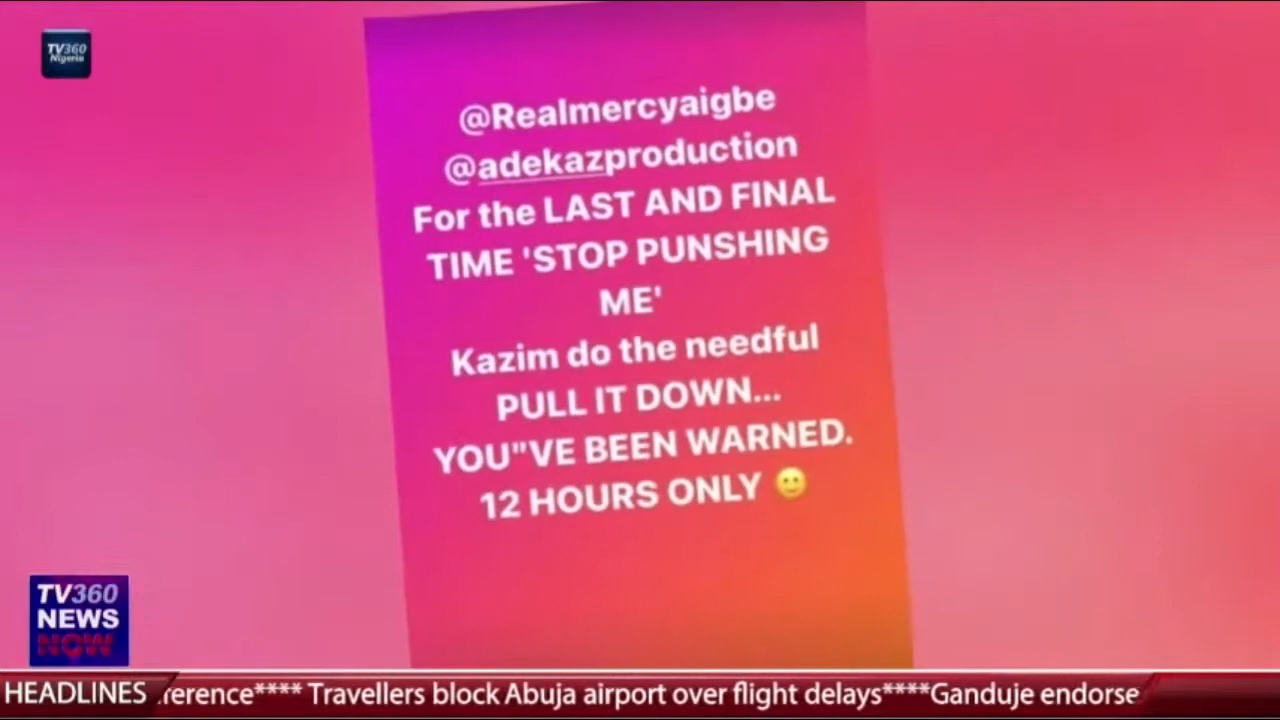 TV360
Nigeria
@Realmercyaigbe
@adekazproduction
For the LAST AND FINAL
TIME 'STOP PUNSHING
ME'
Kazim do the needful
PULL IT DOWN...
YOU"VE BEEN WARNED.
12 HOURS ONLY 🙂
TV360
NEWS
NOW
HEADLINES rerence**** Travellers block Abuja airport over flight delays****Ganduje endorse